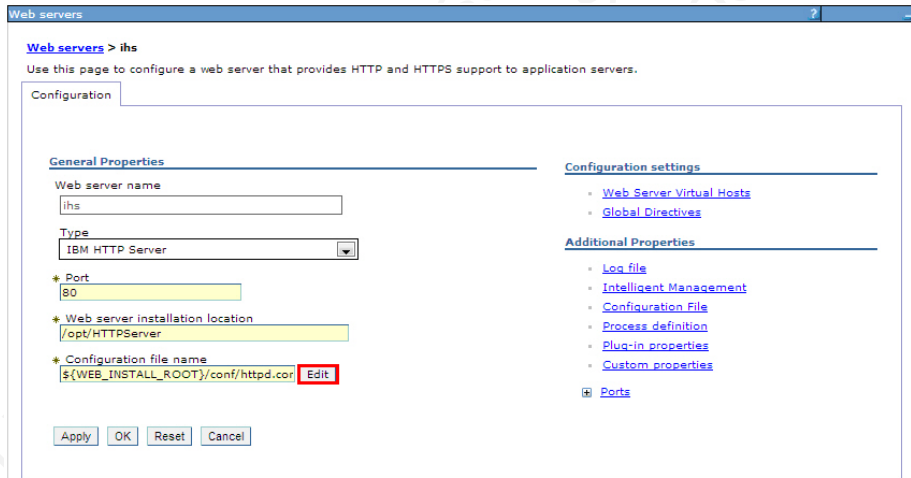 Web servers ? _
Web servers > ihs
Use this page to configure a web server that provides HTTP and HTTPS support to application servers.
Configuration
General Properties
Web server name
ihs
Type
IBM HTTP Server
* Port
80
* Web server installation location
/opt/HTTPServer
* Configuration file name
${WEB_INSTALL_ROOT}/conf/httpd.cor Edit
Apply OK Reset Cancel
Configuration settings
Web Server Virtual Hosts
Global Directives
Additional Properties
Log file
Intelligent Management
Configuration File
Process definition
Plug-in properties
Custom properties
+ Ports